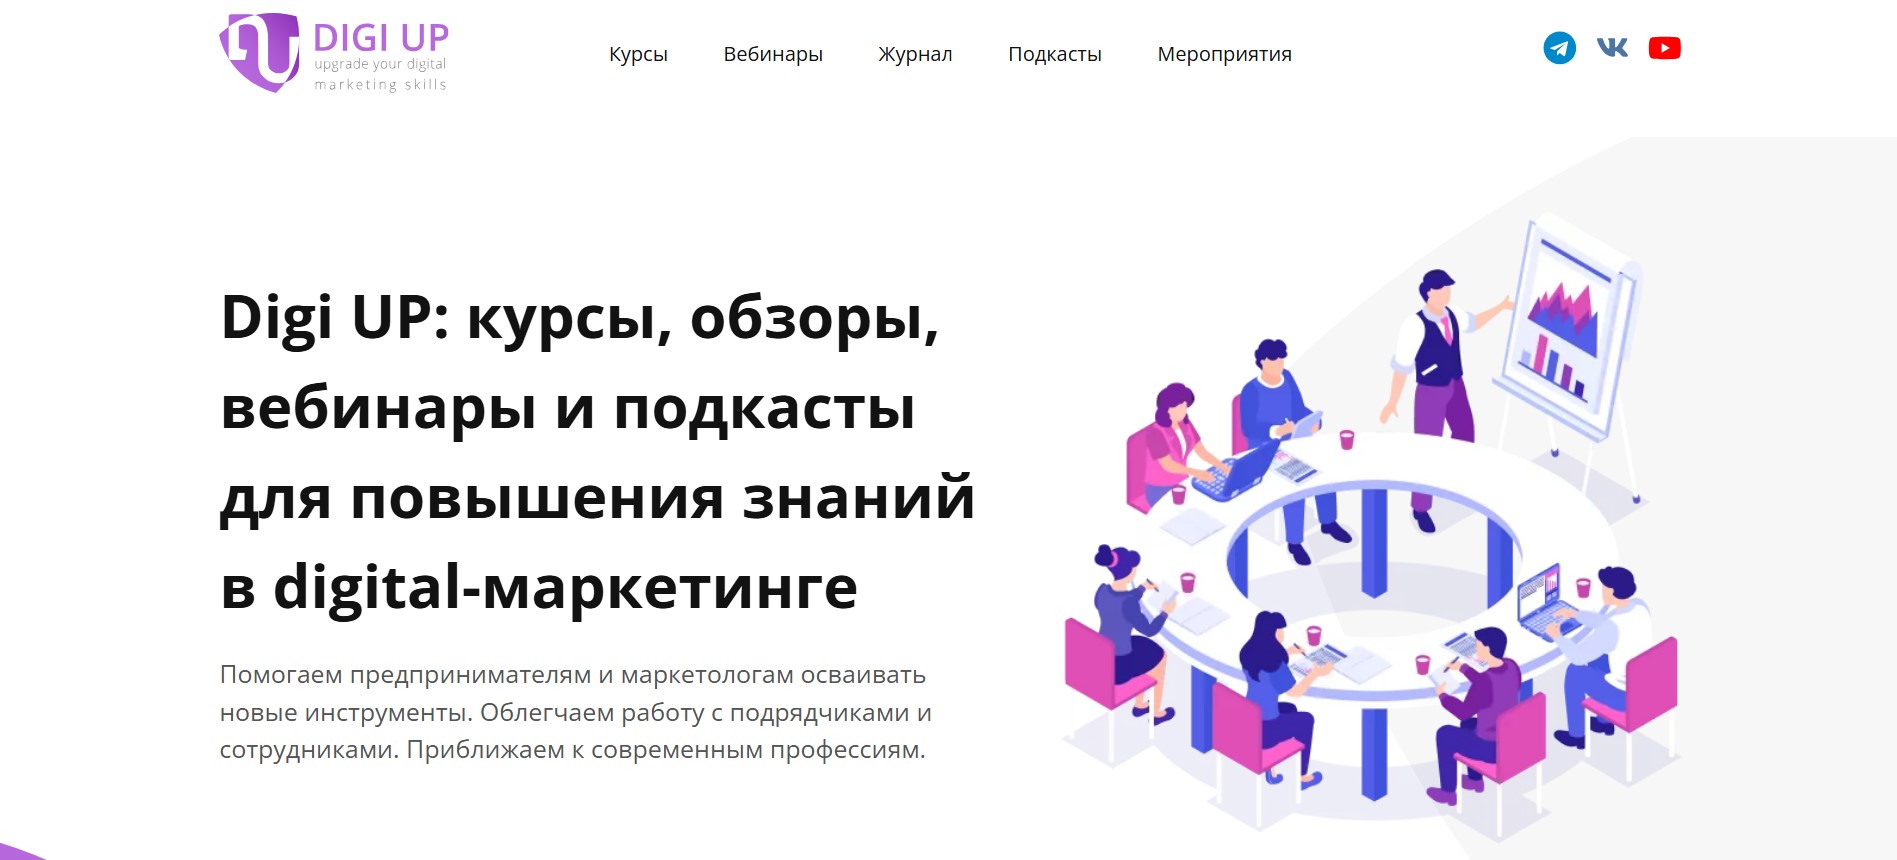 DIGI UP
upgrade your digital
marketing skills
Курсы Вебинары Журнал Подкасты Мероприятия
Digi UP: курсы, обзоры,
вебинары и подкасты
для повышения знаний
в digital-маркетинге
Помогаем предпринимателям и маркетологам осваивать
новые инструменты. Облегчаем работу с подрядчиками и
сотрудниками. Приближаем к современным профессиям.